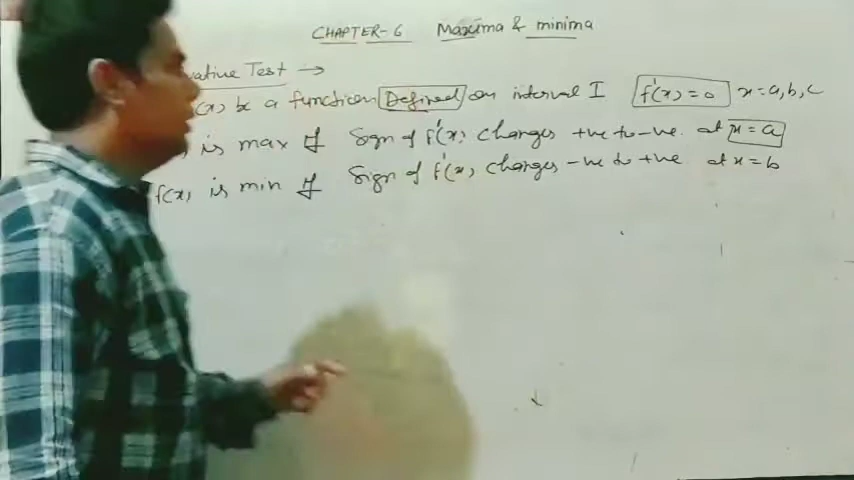 CHAPTER-6 Maxima & minima
vative Test →
(x) be a function Defined on interval I f'(x)=0 x=a,b,c
is max if Sign of f'(x) changes +ve to -ve. at x=a
f(x) is min if Sign of f'(x) changes -ve to +ve at x=b